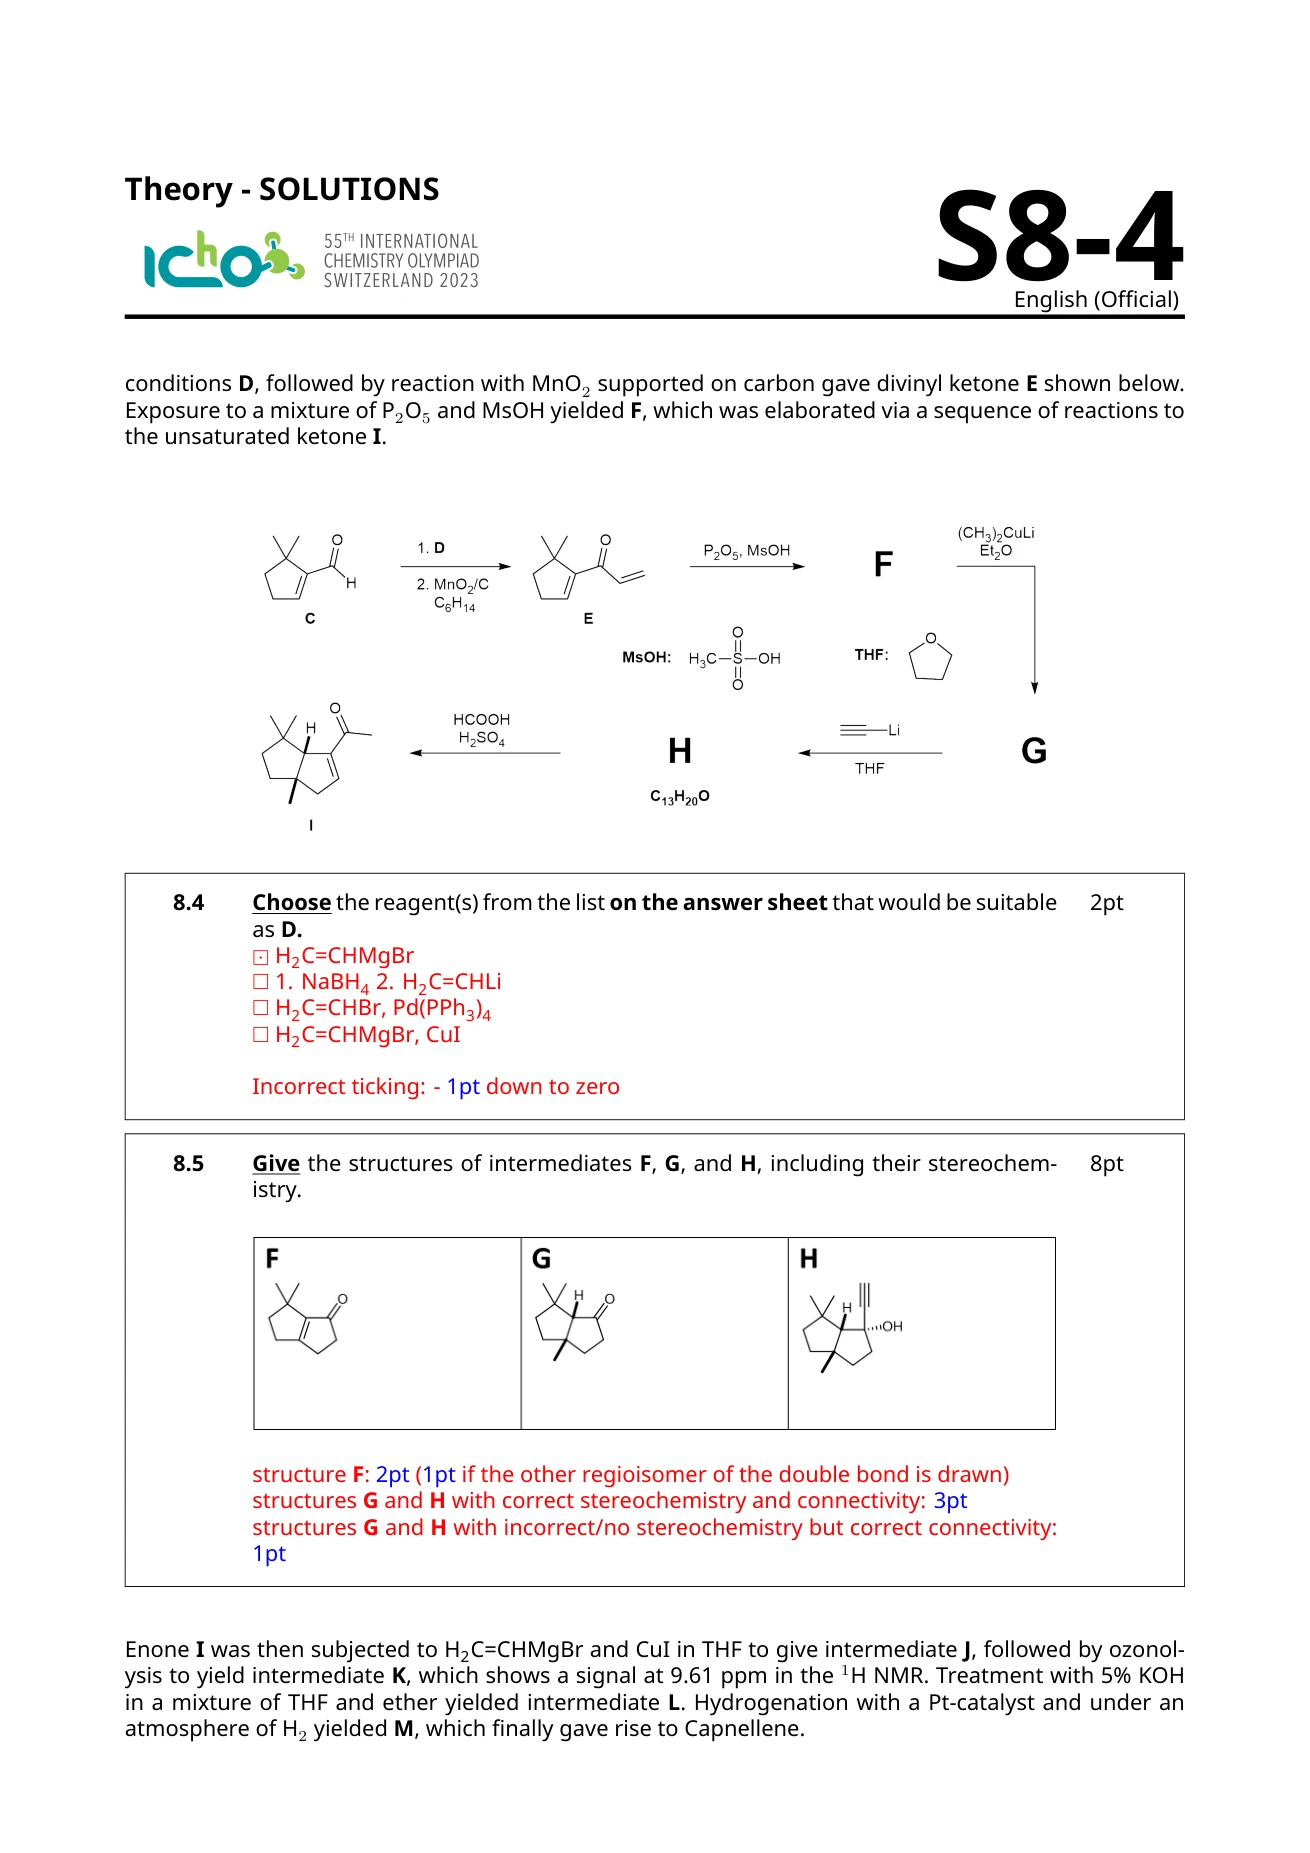 Theory - SOLUTIONS
IChO
55TH INTERNATIONAL
CHEMISTRY OLYMPIAD
SWITZERLAND 2023
S8-4
English (Official)
conditions D, followed by reaction with MnO2 supported on carbon gave divinyl ketone E shown below.
Exposure to a mixture of P2O5 and MsOH yielded F, which was elaborated via a sequence of reactions to
the unsaturated ketone I.
O
H
C
1. D
2. MnO2/C
C6H14
O
E
P2O5, MsOH
F
(CH3)2CuLi
Et2O
MsOH:
O
H3C–S–OH
O
THF:
O
G
Li
THF
H
C13H20O
HCOOH
H2SO4
O
H
I
8.4 Choose the reagent(s) from the list on the answer sheet that would be suitable 2pt
as D.
⊡ H2C=CHMgBr
☐ 1. NaBH4 2. H2C=CHLi
☐ H2C=CHBr, Pd(PPh3)4
☐ H2C=CHMgBr, CuI
Incorrect ticking: - 1pt down to zero
8.5 Give the structures of intermediates F, G, and H, including their stereochem- 8pt
istry.
F
O
G
H
O
H
H
OH
structure F: 2pt (1pt if the other regioisomer of the double bond is drawn)
structures G and H with correct stereochemistry and connectivity: 3pt
structures G and H with incorrect/no stereochemistry but correct connectivity:
1pt
Enone I was then subjected to H2C=CHMgBr and CuI in THF to give intermediate J, followed by ozonol-
ysis to yield intermediate K, which shows a signal at 9.61 ppm in the 1H NMR. Treatment with 5% KOH
in a mixture of THF and ether yielded intermediate L. Hydrogenation with a Pt-catalyst and under an
atmosphere of H2 yielded M, which finally gave rise to Capnellene.